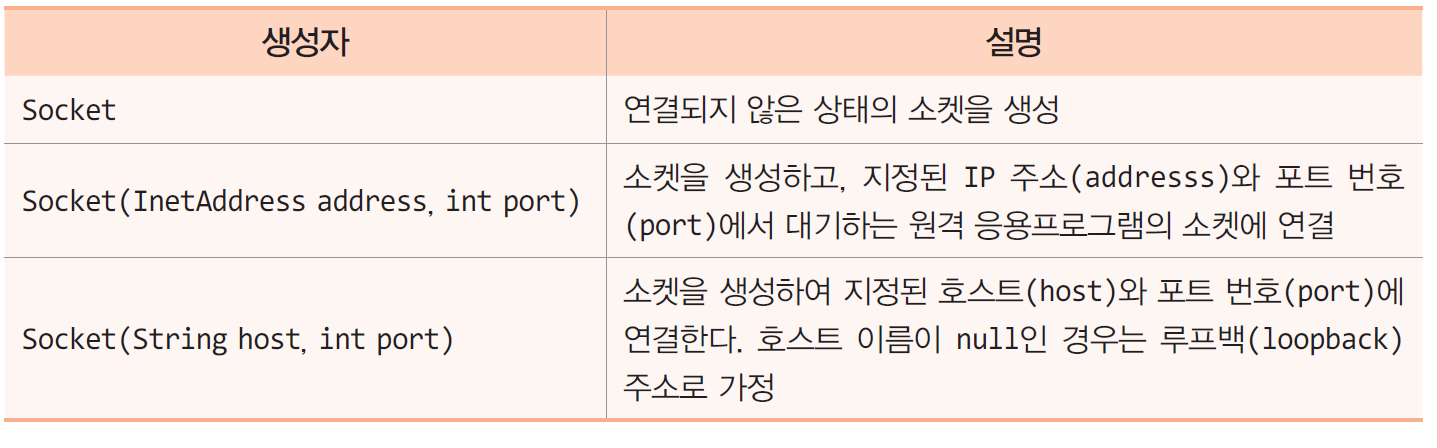 생성자
설명
Socket
연결되지 않은 상태의 소켓을 생성
Socket(InetAddress address, int port)
소켓을 생성하고, 지정된 IP 주소(addresss)와 포트 번호
(port)에서 대기하는 원격 응용프로그램의 소켓에 연결
Socket(String host, int port)
소켓을 생성하여 지정된 호스트(host)와 포트 번호(port)에
연결한다. 호스트 이름이 null인 경우는 루프백(loopback)
주소로 가정